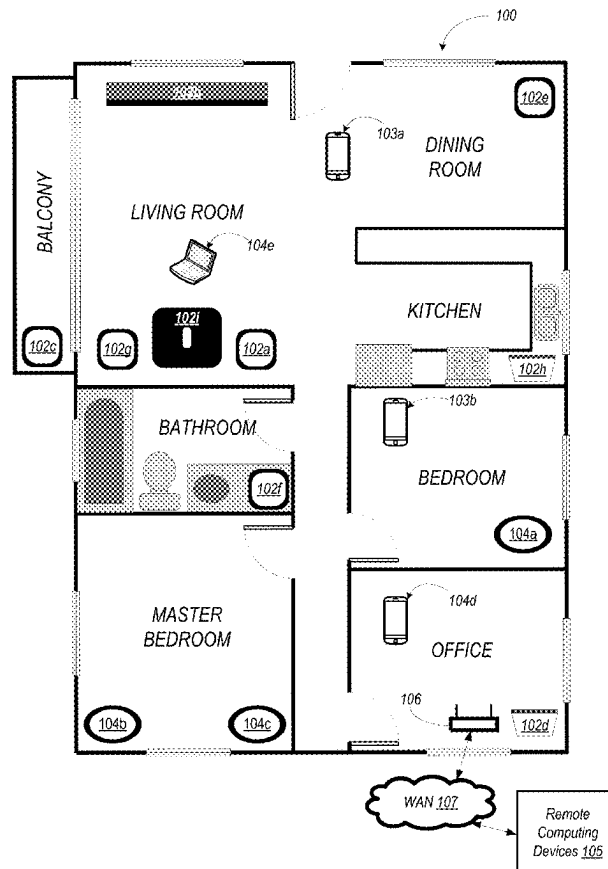 100
102e
103a
DINING
ROOM
BALCONY
LIVING ROOM
104e
KITCHEN
102i
102c
102g
102a
102h
103b
BATHROOM
BEDROOM
102f
104a
104d
MASTER
BEDROOM
OFFICE
106
104b
104c
102d
WAN 107
Remote
Computing
Devices 105